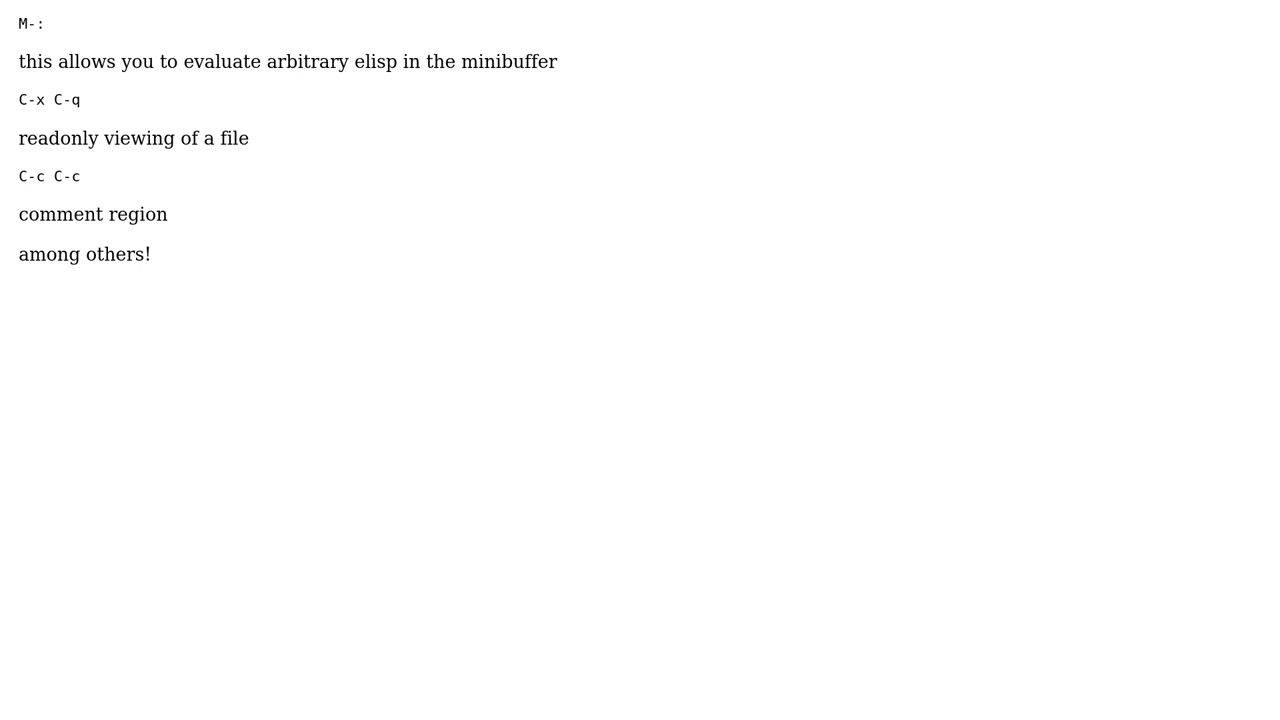 M-:
this allows you to evaluate arbitrary elisp in the minibuffer
C-x C-q
readonly viewing of a file
C-c C-c
comment region
among others!